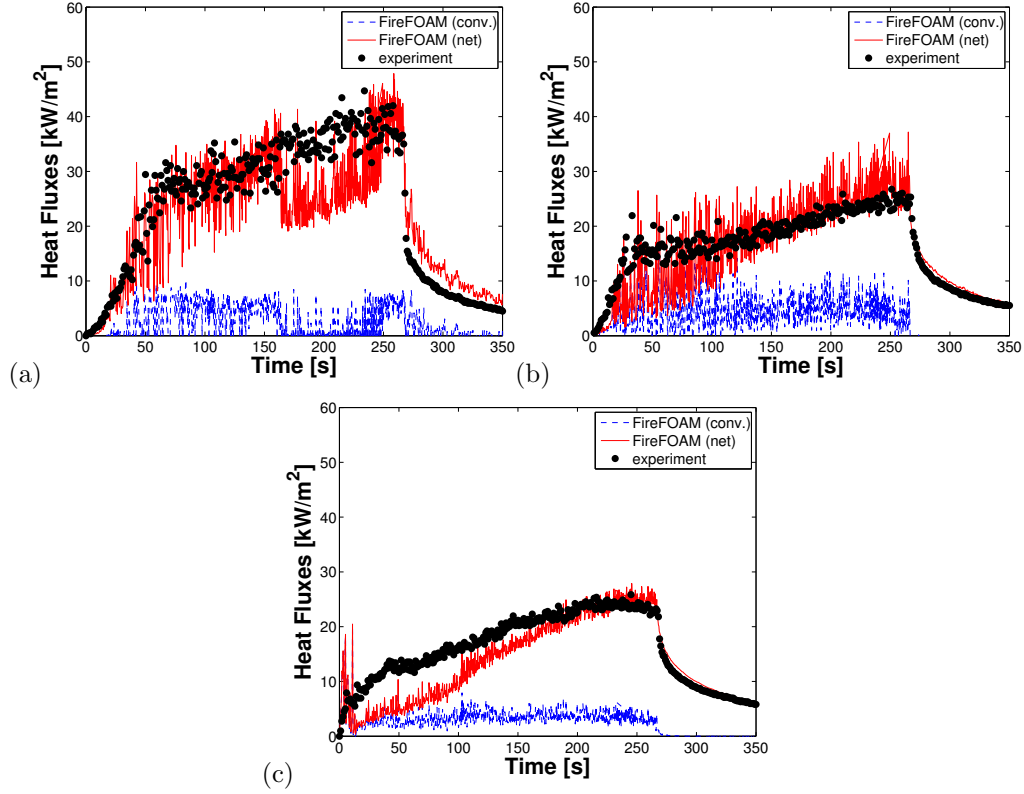 60
50
40
30
20
10
0
Heat Fluxes [kW/m²]
FireFOAM (conv.)
FireFOAM (net)
experiment
0 50 100 150 200 250 300 350
Time [s]
(a)
60
50
40
30
20
10
0
Heat Fluxes [kW/m²]
FireFOAM (conv.)
FireFOAM (net)
experiment
0 50 100 150 200 250 300 350
Time [s]
(b)
60
50
40
30
20
10
0
Heat Fluxes [kW/m²]
FireFOAM (conv.)
FireFOAM (net)
experiment
0 50 100 150 200 250 300 350
Time [s]
(c)